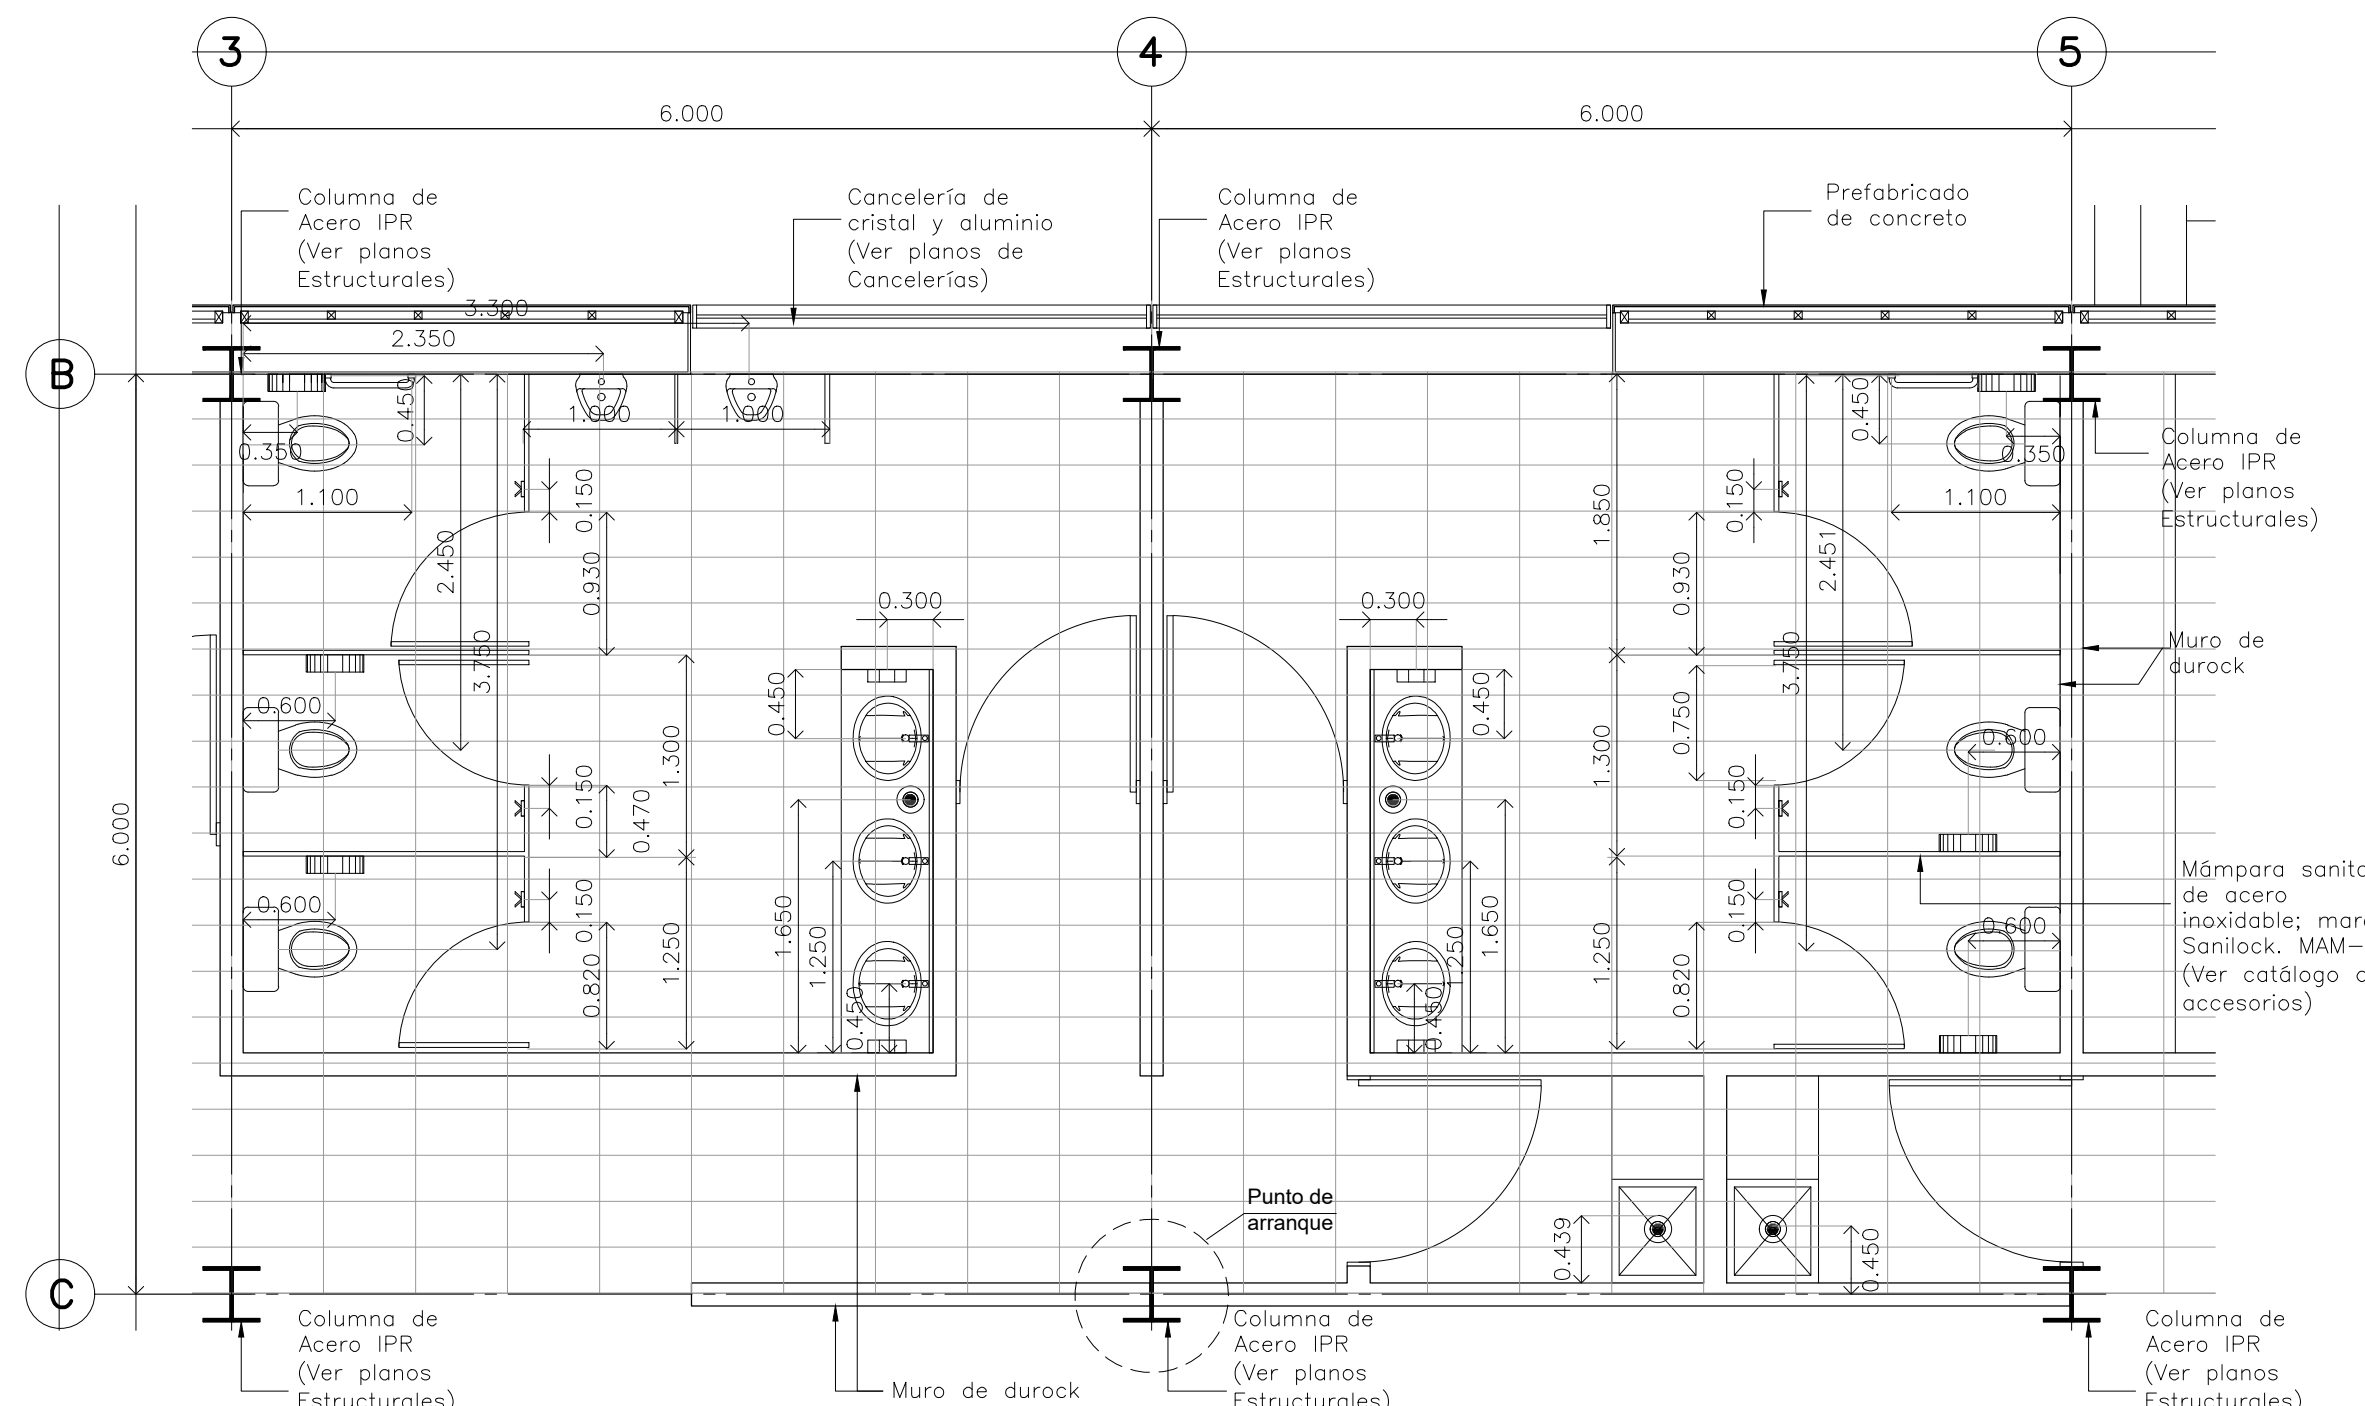 3
4
5
6.000
6.000
Columna de
Acero IPR
(Ver planos
Estructurales)
Cancelería de
cristal y aluminio
(Ver planos de
Cancelerías)
Columna de
Acero IPR
(Ver planos
Estructurales)
Prefabricado
de concreto
3.300
2.350
B
0.450
1.000
1.000
0.450
0.350
0.350
Columna de
Acero IPR
(Ver planos
Estructurales)
1.100
0.150
1.850
0.150
1.100
2.450
0.930
0.930
2.451
0.300
0.300
3.750
3.750
Muro de
durock
0.600
0.450
0.450
0.750
0.600
1.300
1.300
6.000
0.150
0.470
0.150
Mámpara sanita
de acero
inoxidable; mar
Sanilock. MAM-
(Ver catálogo
accesorios)
0.600
0.150
1.650
1.250
1.650
1.250
0.150
0.600
0.820
1.250
0.450
0.450
1.250
0.820
Punto de
arranque
0.439
0.450
C
Columna de
Acero IPR
(Ver planos
Estructurales)
Muro de durock
Columna de
Acero IPR
(Ver planos
Estructurales)
Columna de
Acero IPR
(Ver planos
Estructurales)